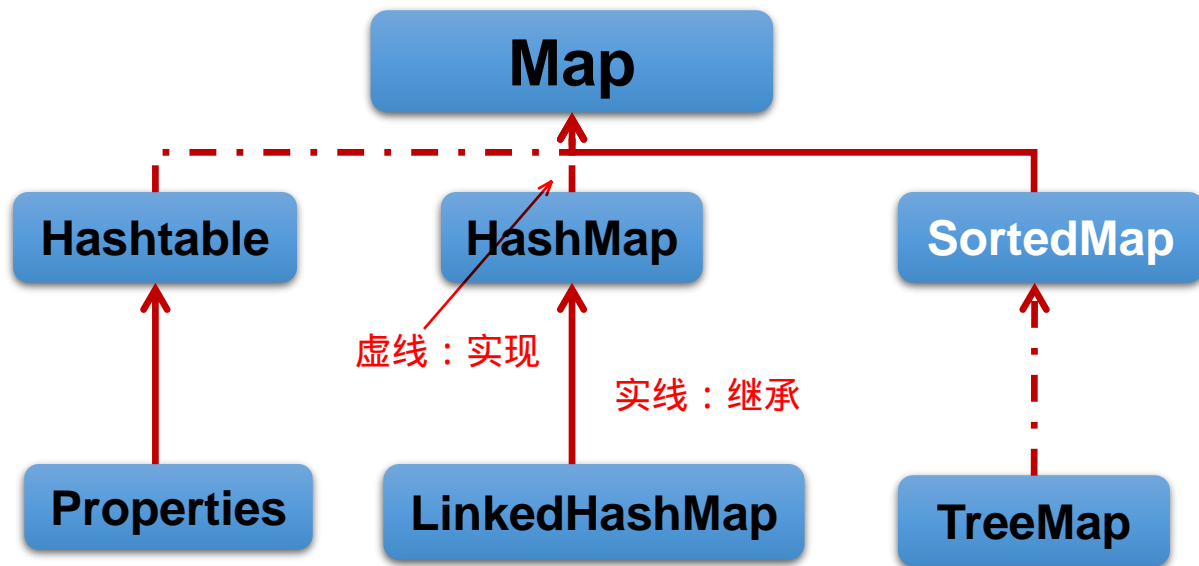 Map
Hashtable
HashMap
SortedMap
虚线：实现
实线：继承
Properties
LinkedHashMap
TreeMap